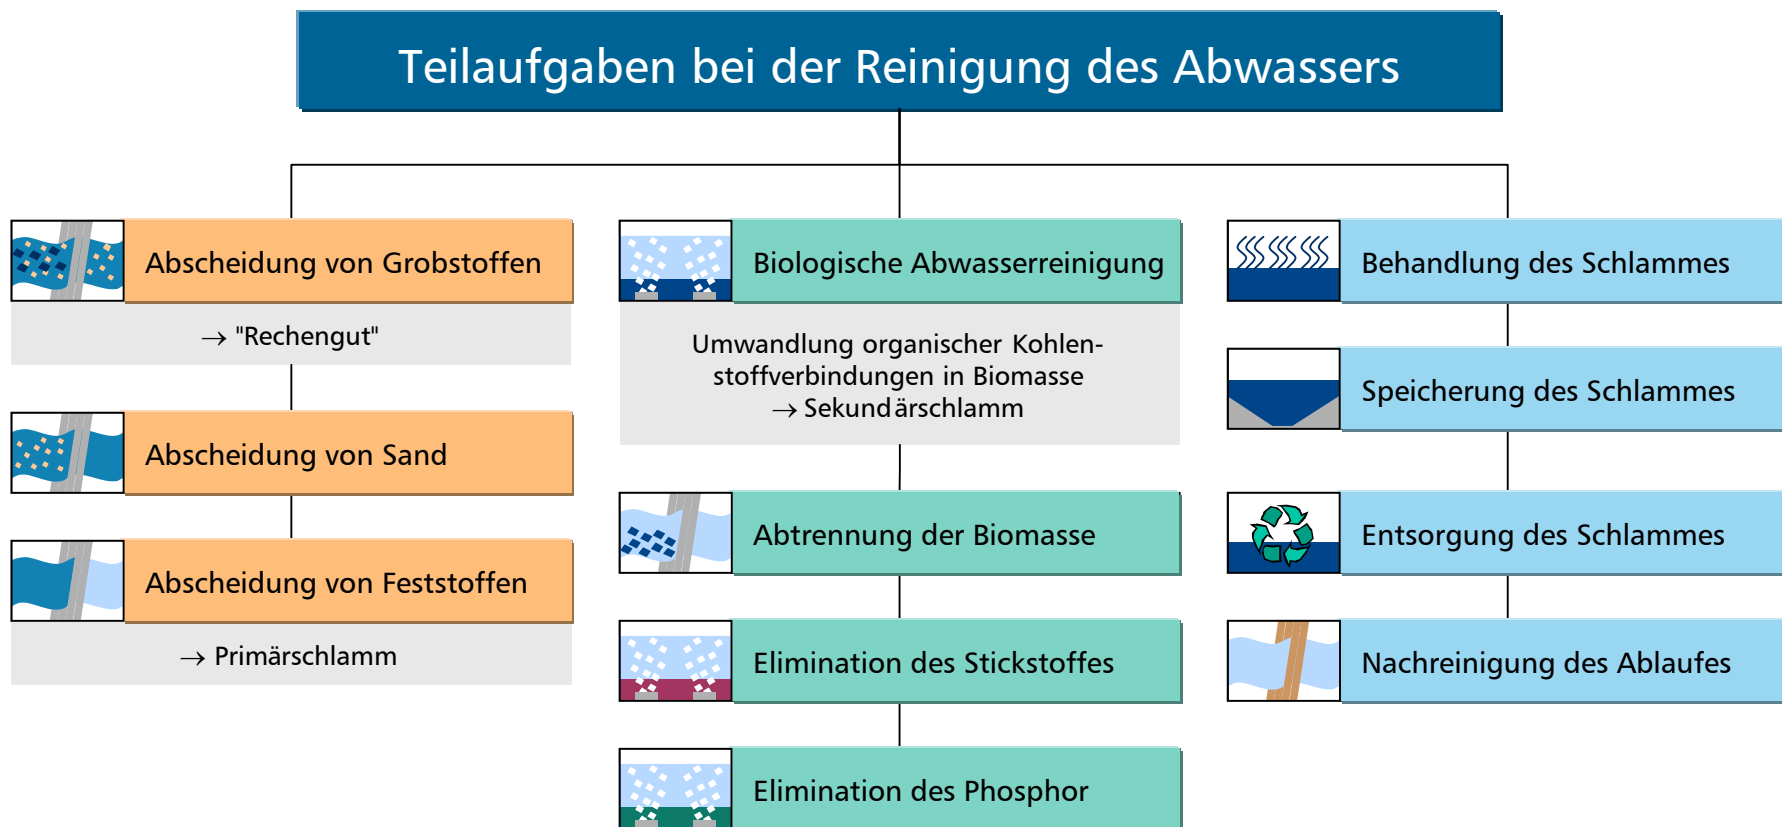 Teilaufgaben bei der Reinigung des Abwassers
Abscheidung von Grobstoffen
→ "Rechengut"
Abscheidung von Sand
Abscheidung von Feststoffen
→ Primärschlamm
Biologische Abwasserreinigung
Umwandlung organischer Kohlen-
stoffverbindungen in Biomasse
→ Sekundärschlamm
Abtrennung der Biomasse
Elimination des Stickstoffes
Elimination des Phosphor
Behandlung des Schlammes
Speicherung des Schlammes
Entsorgung des Schlammes
Nachreinigung des Ablaufes